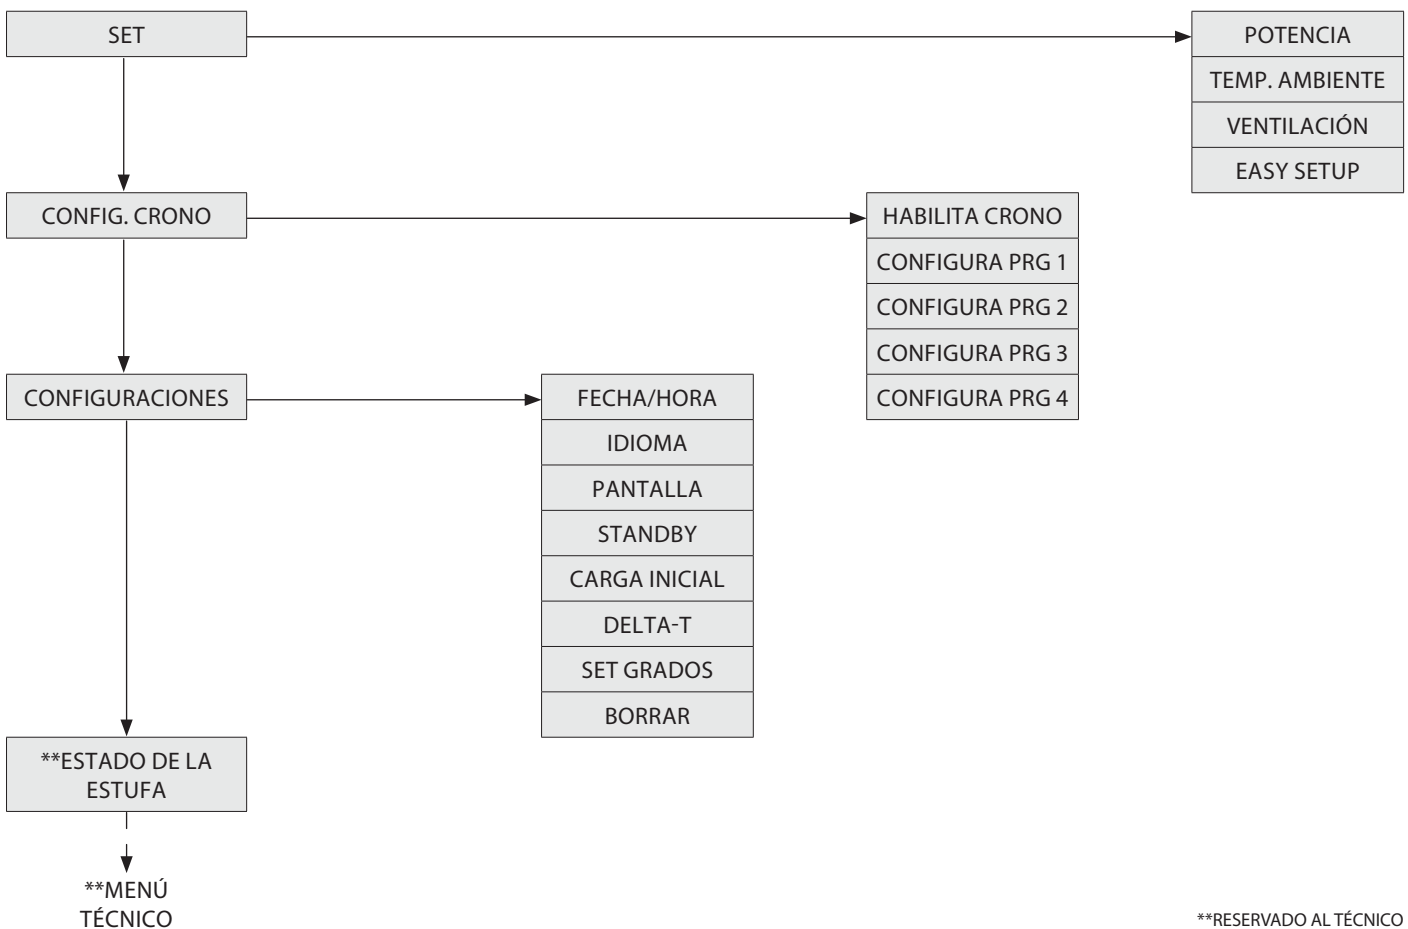 SET
POTENCIA
TEMP. AMBIENTE
VENTILACIÓN
EASY SETUP
CONFIG. CRONO
HABILITA CRONO
CONFIGURA PRG 1
CONFIGURA PRG 2
CONFIGURA PRG 3
CONFIGURA PRG 4
CONFIGURACIONES
FECHA/HORA
IDIOMA
PANTALLA
STANDBY
CARGA INICIAL
DELTA-T
SET GRADOS
BORRAR
**ESTADO DE LA
ESTUFA
**MENÚ
TÉCNICO
**RESERVADO AL TÉCNICO